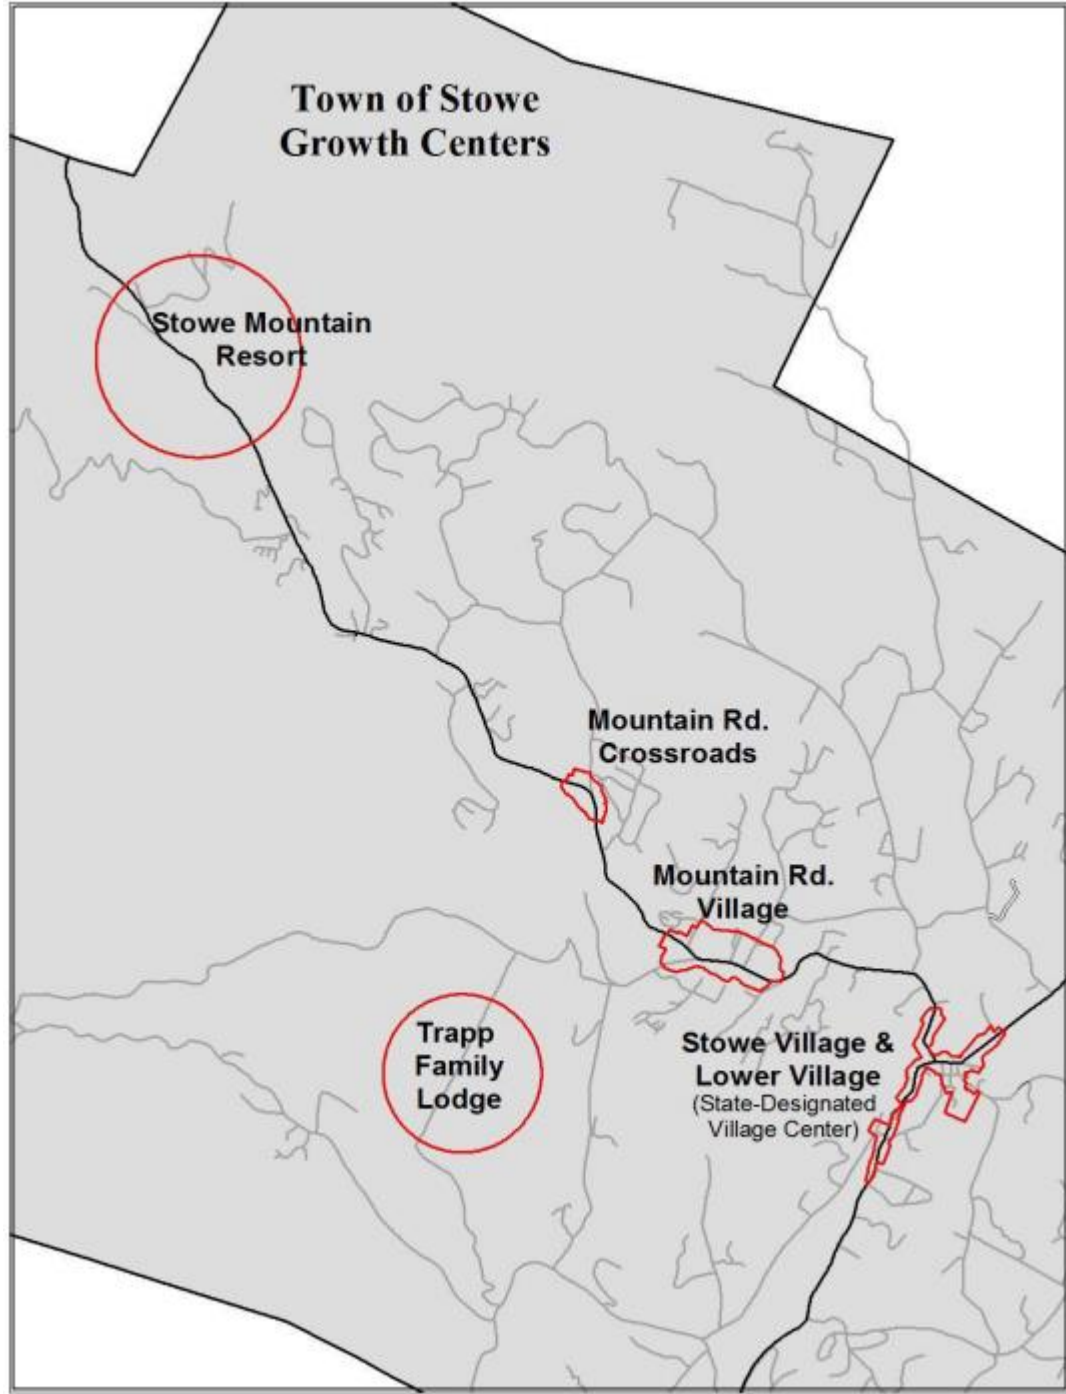 Town of Stowe
Growth Centers
Stowe Mountain
Resort
Mountain Rd.
Crossroads
Mountain Rd.
Village
Trapp
Family
Lodge
Stowe Village &
Lower Village
(State-Designated
Village Center)